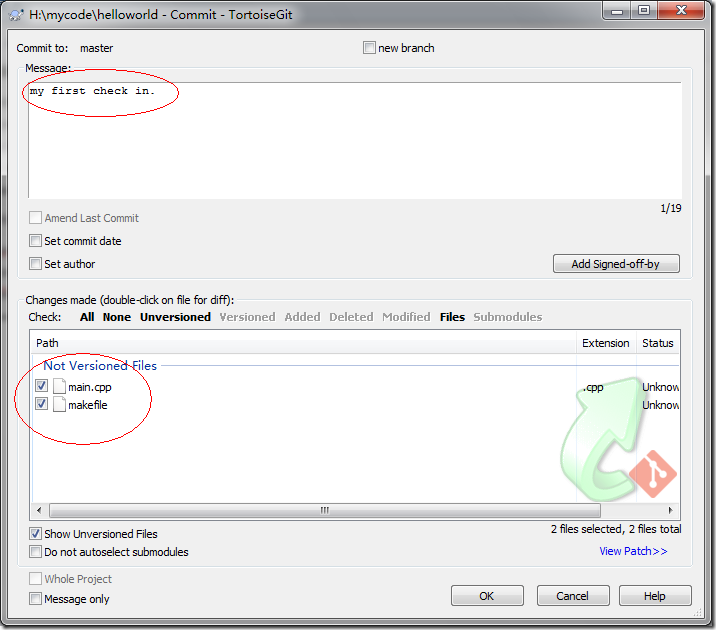 H:\mycode\helloworld - Commit - TortoiseGit
Commit to: master new branch
Message:
my first check in.
1/19
Amend Last Commit
Set commit date
Set author
Add Signed-off-by
Changes made (double-click on file for diff):
Check: All None Unversioned Versioned Added Deleted Modified Files Submodules
Path Extension Status
Not Versioned Files
main.cpp .cpp Unknow
makefile Unknow
Show Unversioned Files
2 files selected, 2 files total
Do not autoselect submodules
View Patch>>
Whole Project
Message only
OK Cancel Help